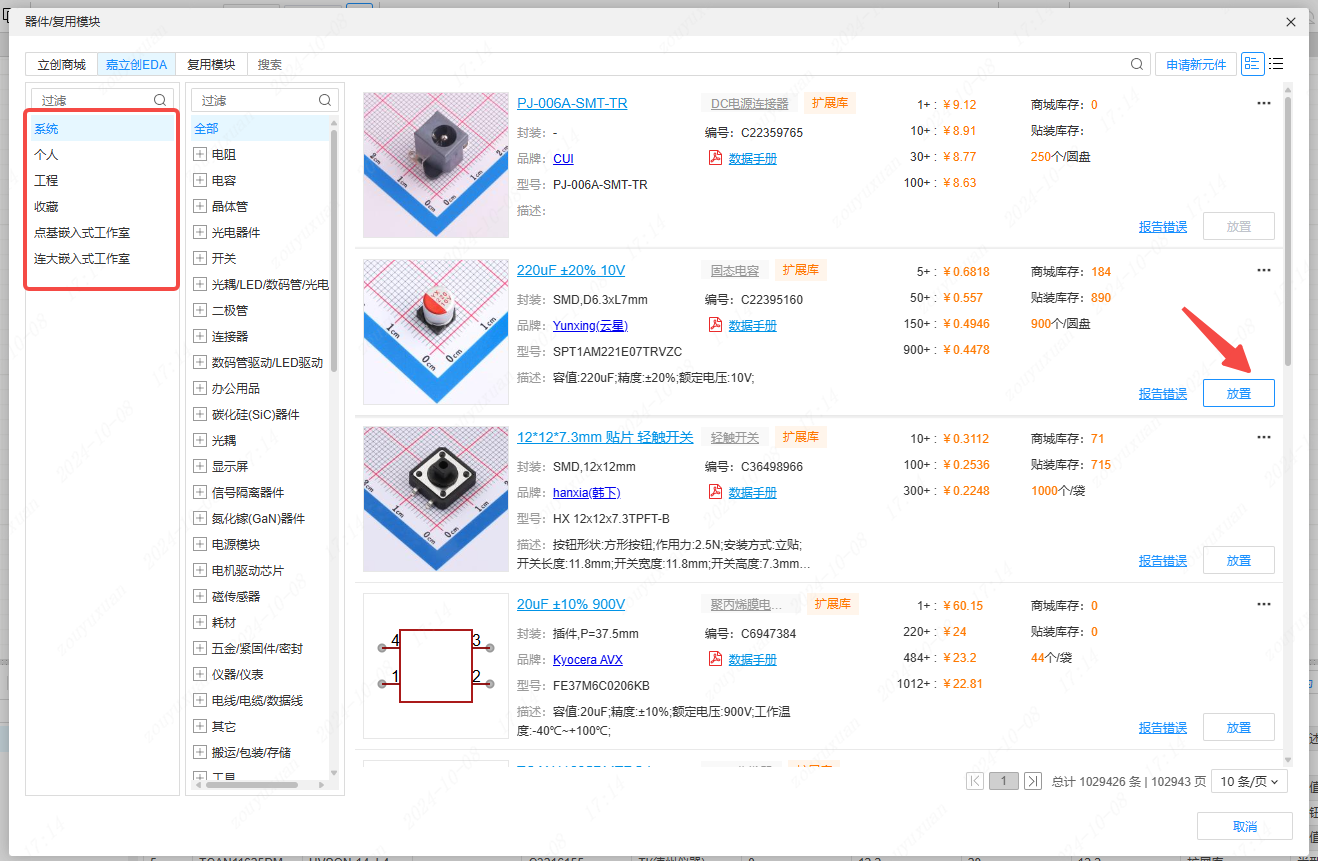 器件/复用模块
立创商城 嘉立创EDA 复用模块 搜索 申请新元件
过滤
系统
个人
工程
收藏
点基嵌入式工作室
连大嵌入式工作室
过滤
全部
电阻
电容
晶体管
光电器件
开关
光耦/LED/数码管/光电
二极管
连接器
数码管驱动/LED驱动
办公用品
碳化硅(SiC)器件
光耦
显示屏
信号隔离器件
氮化镓(GaN)器件
电源模块
电机驱动芯片
磁传感器
耗材
五金/紧固件/密封
仪器/仪表
电线/电缆/数据线
其它
搬运/包装/存储
工具
PJ-006A-SMT-TR DC电源连接器 扩展库 1+: ￥9.12 商城库存: 0
封装: - 编号: C22359765 10+: ￥8.91 贴装库存:
品牌: CUI 数据手册 30+: ￥8.77 250个/圆盘
型号: PJ-006A-SMT-TR 100+: ￥8.63
描述:
报告错误 放置
220uF ±20% 10V 固态电容 扩展库 5+: ￥0.6818 商城库存: 184
封装: SMD,D6.3xL7mm 编号: C22395160 50+: ￥0.557 贴装库存: 890
品牌: Yunxing(云星) 数据手册 150+: ￥0.4946 900个/圆盘
型号: SPT1AM221E07TRVZC 900+: ￥0.4478
描述: 容值:220uF;精度:±20%;额定电压:10V;
报告错误 放置
12*12*7.3mm 贴片 轻触开关 轻触开关 扩展库 10+: ￥0.3112 商城库存: 71
封装: SMD,12x12mm 编号: C36498966 100+: ￥0.2536 贴装库存: 715
品牌: hanxia(韩下) 数据手册 300+: ￥0.2248 1000个/袋
型号: HX 12x12x7.3TPFT-B
描述: 按钮形状:方形按钮;作用力:2.5N;安装方式:立贴;
开关长度:11.8mm;开关宽度:11.8mm;开关高度:7.3mm...
报告错误 放置
4 3
1 2
20uF ±10% 900V 聚丙烯膜电... 扩展库 1+: ￥60.15 商城库存: 0
封装: 插件,P=37.5mm 编号: C6947384 220+: ￥24 贴装库存: 0
品牌: Kyocera AVX 数据手册 484+: ￥23.2 44个/袋
型号: FE37M6C0206KB 1012+: ￥22.81
描述: 容值:20uF;精度:±10%;额定电压:900V;工作温
度:-40℃~+100℃;
报告错误 放置
1 总计 1029426 条 | 102943 页 10 条/页
取消